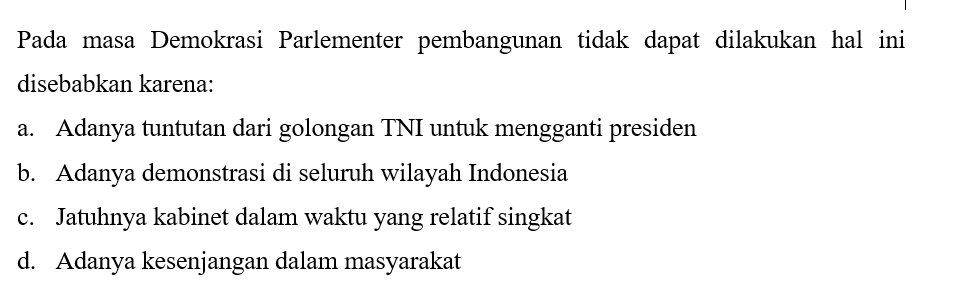 Pada masa Demokrasi Parlementer pembangunan tidak dapat dilakukan hal ini
disebabkan karena:
a. Adanya tuntutan dari golongan TNI untuk mengganti presiden
b. Adanya demonstrasi di seluruh wilayah Indonesia
c. Jatuhnya kabinet dalam waktu yang relatif singkat
d. Adanya kesenjangan dalam masyarakat